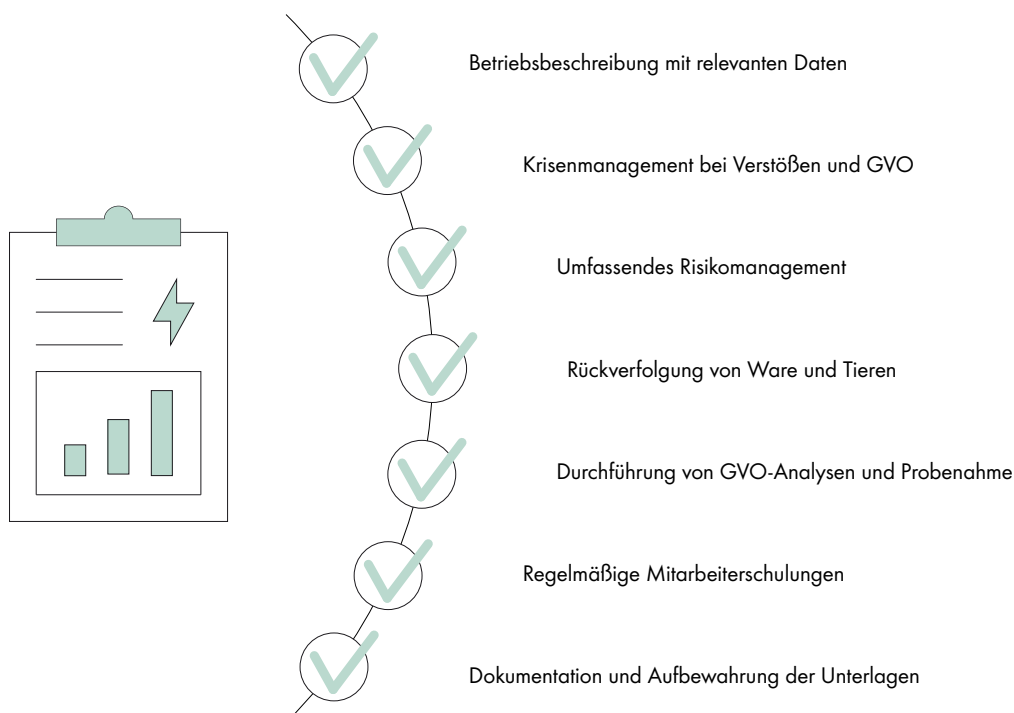 Betriebsbeschreibung mit relevanten Daten
Krisenmanagement bei Verstößen und GVO
Umfassendes Risikomanagement
Rückverfolgung von Ware und Tieren
Durchführung von GVO-Analysen und Probenahme
Regelmäßige Mitarbeiterschulungen
Dokumentation und Aufbewahrung der Unterlagen